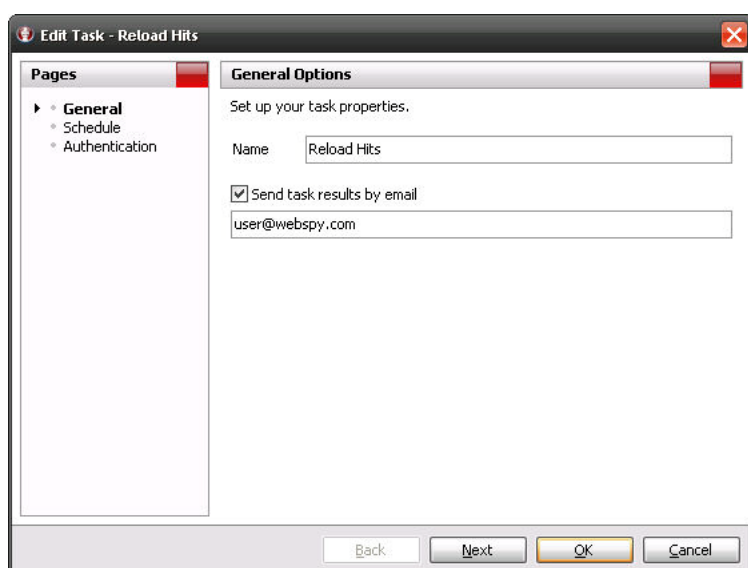 Edit Task - Reload Hits
Pages
General
Schedule
Authentication
General Options
Set up your task properties.
Name Reload Hits
Send task results by email
user@webspy.com
Back Next OK Cancel